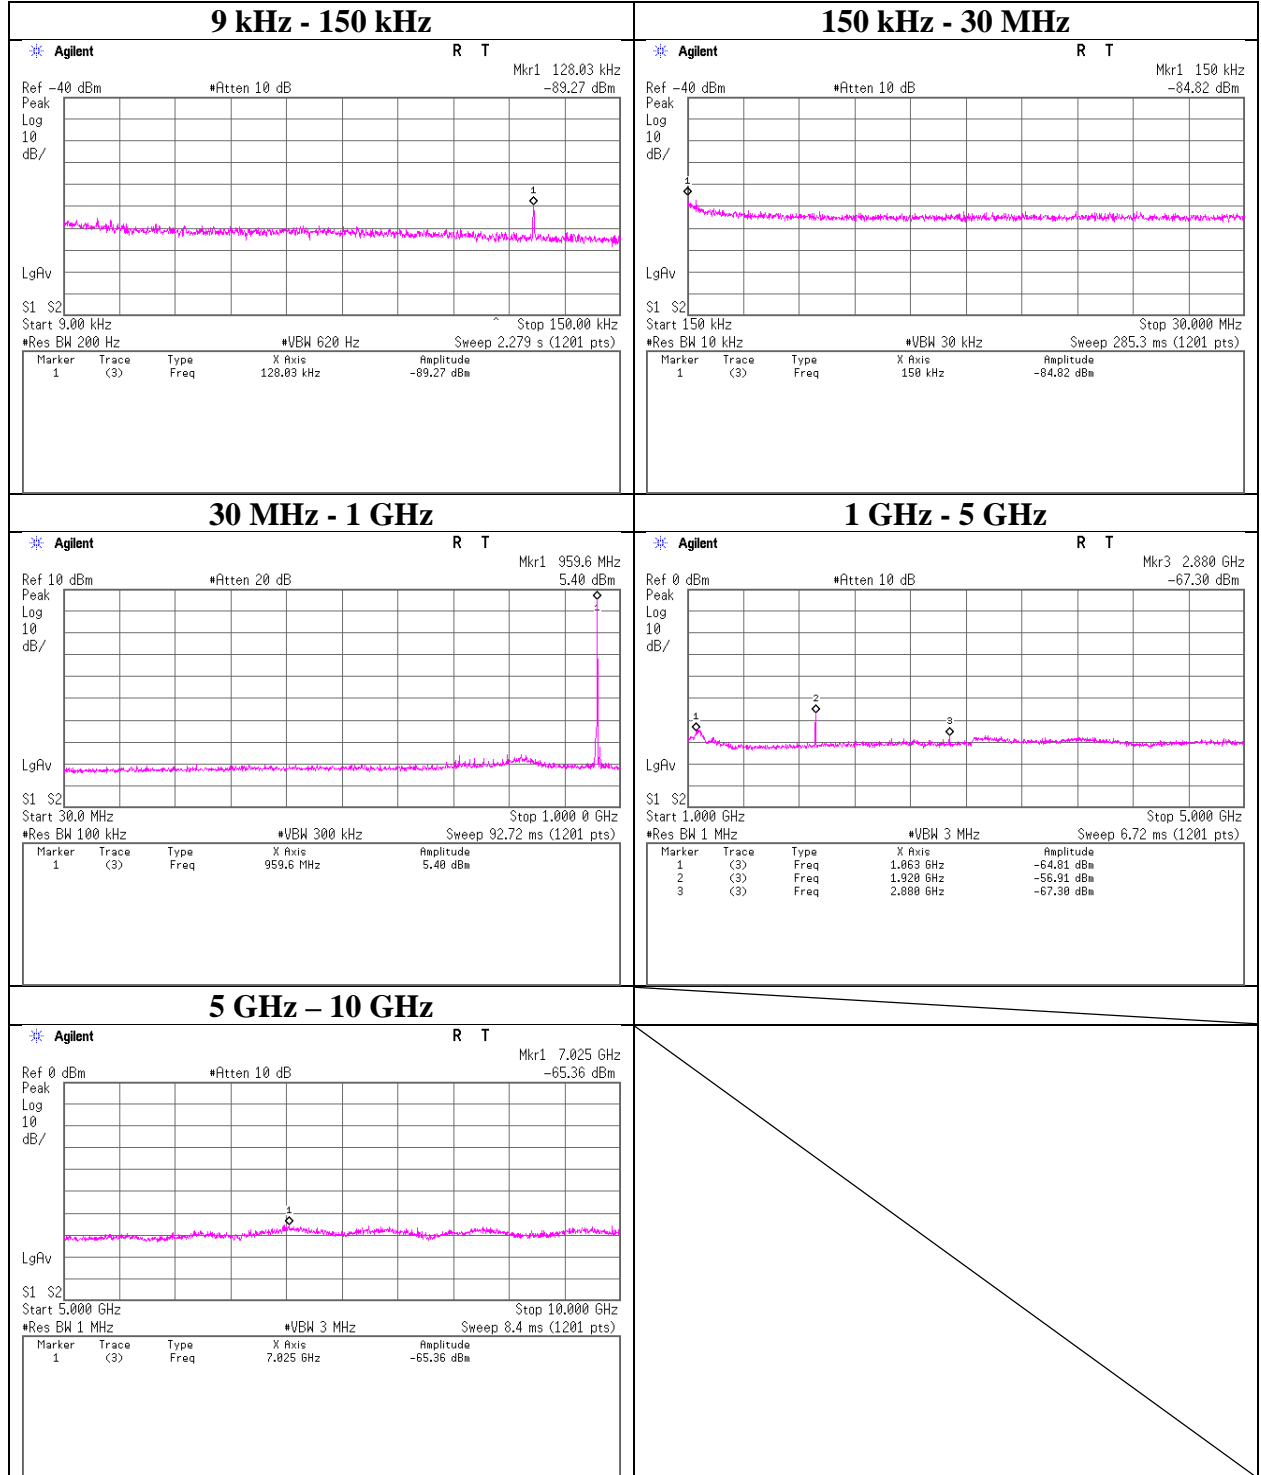 9 kHz - 150 kHz
Agilent
R T
Mkr1 128.03 kHz
Ref -40 dBm #Atten 10 dB -89.27 dBm
Peak
Log
10
dB/
1
LgAv
S1 S2
Start 9.00 kHz ^ Stop 150.00 kHz
#Res BW 200 Hz #VBW 620 Hz Sweep 2.279 s (1201 pts)
Marker Trace Type X Axis Amplitude
1 (3) Freq 128.03 kHz -89.27 dBm
150 kHz - 30 MHz
Agilent
R T
Mkr1 150 kHz
Ref -40 dBm #Atten 10 dB -84.82 dBm
Peak
Log
10
dB/
1
LgAv
S1 S2
Start 150 kHz Stop 30.000 MHz
#Res BW 10 kHz #VBW 30 kHz Sweep 285.3 ms (1201 pts)
Marker Trace Type X Axis Amplitude
1 (3) Freq 150 kHz -84.82 dBm
30 MHz - 1 GHz
Agilent
R T
Mkr1 959.6 MHz
Ref 10 dBm #Atten 20 dB 5.40 dBm
Peak
Log
10
dB/
1
LgAv
S1 S2
Start 30.0 MHz Stop 1.000 0 GHz
#Res BW 100 kHz #VBW 300 kHz Sweep 92.72 ms (1201 pts)
Marker Trace Type X Axis Amplitude
1 (3) Freq 959.6 MHz 5.40 dBm
1 GHz - 5 GHz
Agilent
R T
Mkr3 2.880 GHz
Ref 0 dBm #Atten 10 dB -67.30 dBm
Peak
Log
10
dB/
2
1
3
LgAv
S1 S2
Start 1.000 GHz Stop 5.000 GHz
#Res BW 1 MHz #VBW 3 MHz Sweep 6.72 ms (1201 pts)
Marker Trace Type X Axis Amplitude
1 (3) Freq 1.063 GHz -64.81 dBm
2 (3) Freq 1.920 GHz -56.91 dBm
3 (3) Freq 2.880 GHz -67.30 dBm
5 GHz – 10 GHz
Agilent
R T
Mkr1 7.025 GHz
Ref 0 dBm #Atten 10 dB -65.36 dBm
Peak
Log
10
dB/
1
LgAv
S1 S2
Start 5.000 GHz Stop 10.000 GHz
#Res BW 1 MHz #VBW 3 MHz Sweep 8.4 ms (1201 pts)
Marker Trace Type X Axis Amplitude
1 (3) Freq 7.025 GHz -65.36 dBm